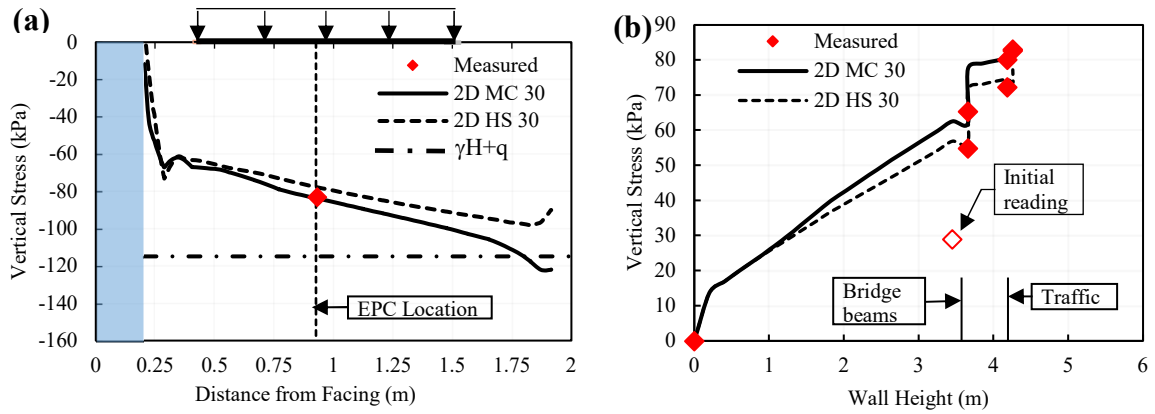 (a)
Measured
2D MC 30
2D HS 30
γH+q
EPC Location
0
-20
-40
-60
-80
-100
-120
-140
-160
Vertical Stress (kPa)
0
0.25
0.5
0.75
1
1.25
1.5
1.75
2
Distance from Facing (m)
(b)
Measured
2D MC 30
2D HS 30
Initial
reading
Bridge
beams
Traffic
90
80
70
60
50
40
30
20
10
0
Vertical Stress (kPa)
0
1
2
3
4
5
6
Wall Height (m)